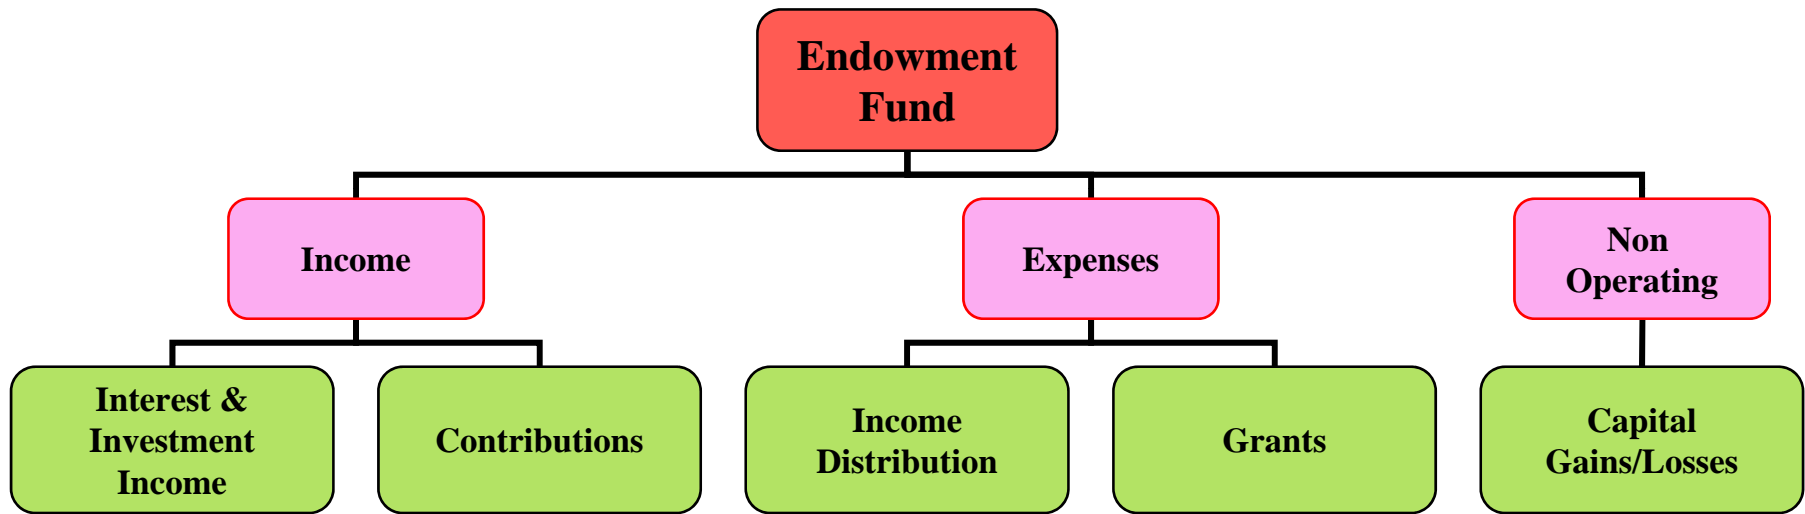 Endowment
Fund
Income
Expenses
Non
Operating
Interest &
Investment
Income
Contributions
Income
Distribution
Grants
Capital
Gains/Losses